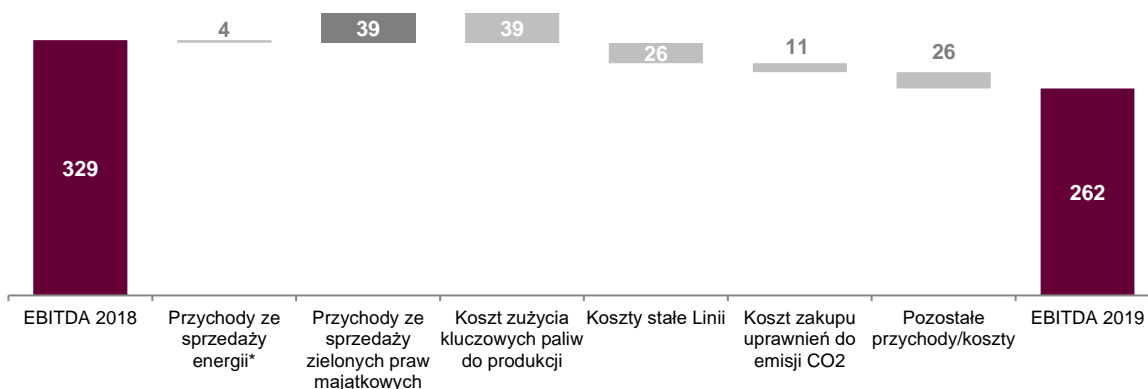 4
39
39
26
11
26
329
262
EBITDA 2018
Przychody ze
sprzedaży
energii*
Przychody ze
sprzedaży
zielonych praw
majątkowych
Koszt zużycia
kluczowych paliw
do produkcji
Koszty stałe Linii
Koszt zakupu
uprawnień do
emisji CO2
Pozostałe
przychody/koszty
EBITDA 2019